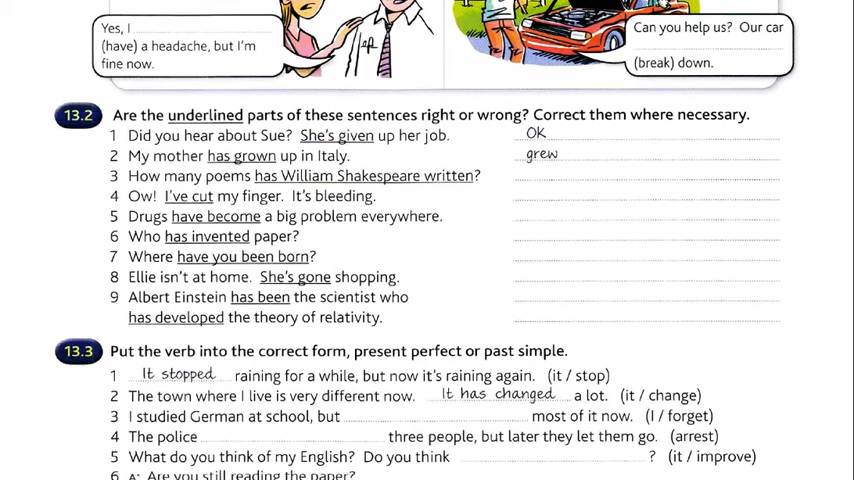 Yes, I
(have) a headache, but I'm
fine now.
Can you help us? Our car
(break) down.
13.2 Are the underlined parts of these sentences right or wrong? Correct them where necessary.
1 Did you hear about Sue? She's given up her job. OK
2 My mother has grown up in Italy. grew
3 How many poems has William Shakespeare written?
4 Ow! I've cut my finger. It's bleeding.
5 Drugs have become a big problem everywhere.
6 Who has invented paper?
7 Where have you been born?
8 Ellie isn't at home. She's gone shopping.
9 Albert Einstein has been the scientist who
has developed the theory of relativity.
13.3 Put the verb into the correct form, present perfect or past simple.
1 It stopped raining for a while, but now it's raining again. (it / stop)
2 The town where I live is very different now. It has changed a lot. (it / change)
3 I studied German at school, but most of it now. (I / forget)
4 The police three people, but later they let them go. (arrest)
5 What do you think of my English? Do you think ? (it / improve)
6 A: Are you still reading the paper?